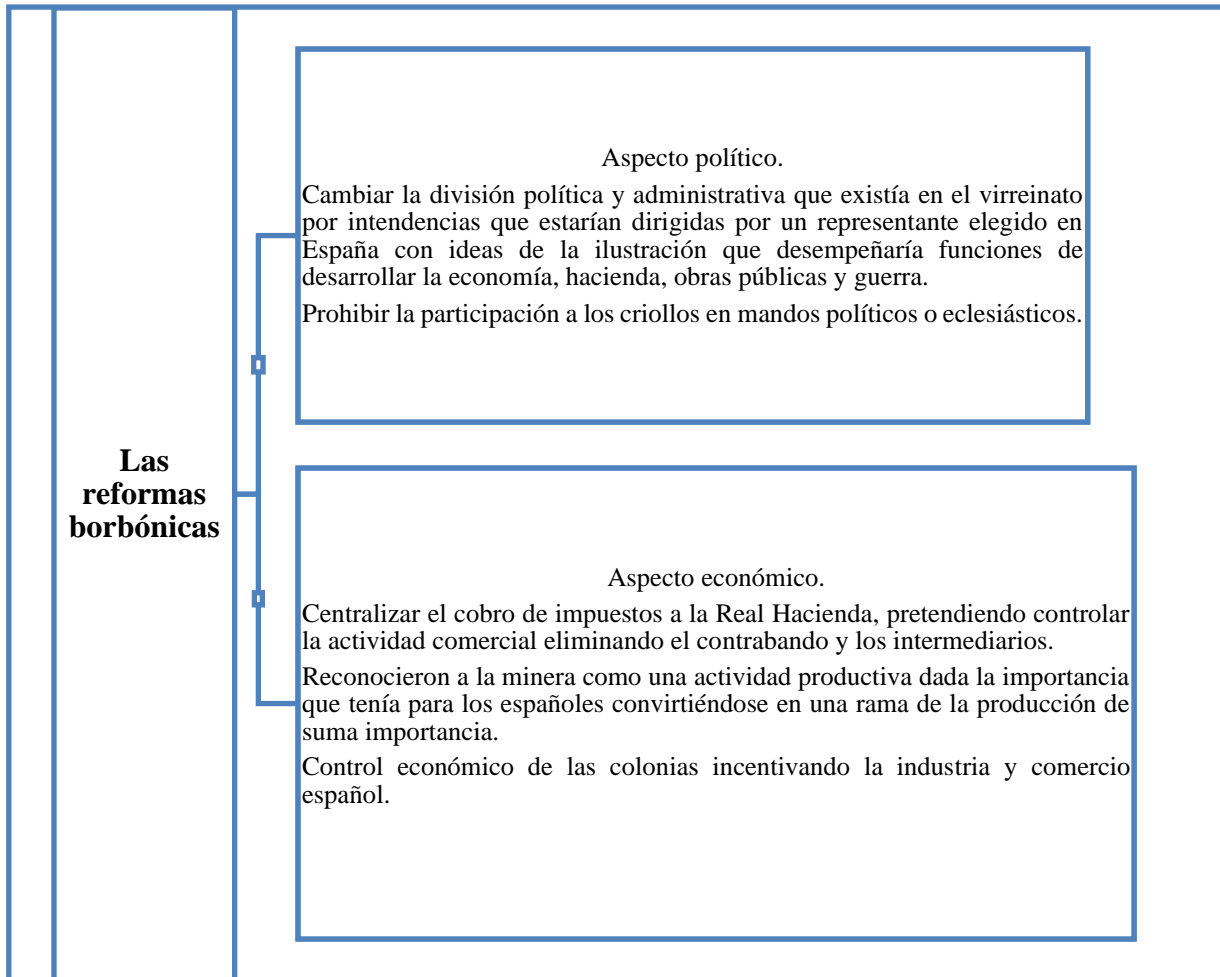 Las
reformas
borbónicas
Aspecto político.
Cambiar la división política y administrativa que existía en el virreinato
por intendencias que estarían dirigidas por un representante elegido en
España con ideas de la ilustración que desempeñaría funciones de
desarrollar la economía, hacienda, obras públicas y guerra.
Prohibir la participación a los criollos en mandos políticos o eclesiásticos.
Aspecto económico.
Centralizar el cobro de impuestos a la Real Hacienda, pretendiendo controlar
la actividad comercial eliminando el contrabando y los intermediarios.
Reconocieron a la minera como una actividad productiva dada la importancia
que tenía para los españoles convirtiéndose en una rama de la producción de
suma importancia.
Control económico de las colonias incentivando la industria y comercio
español.